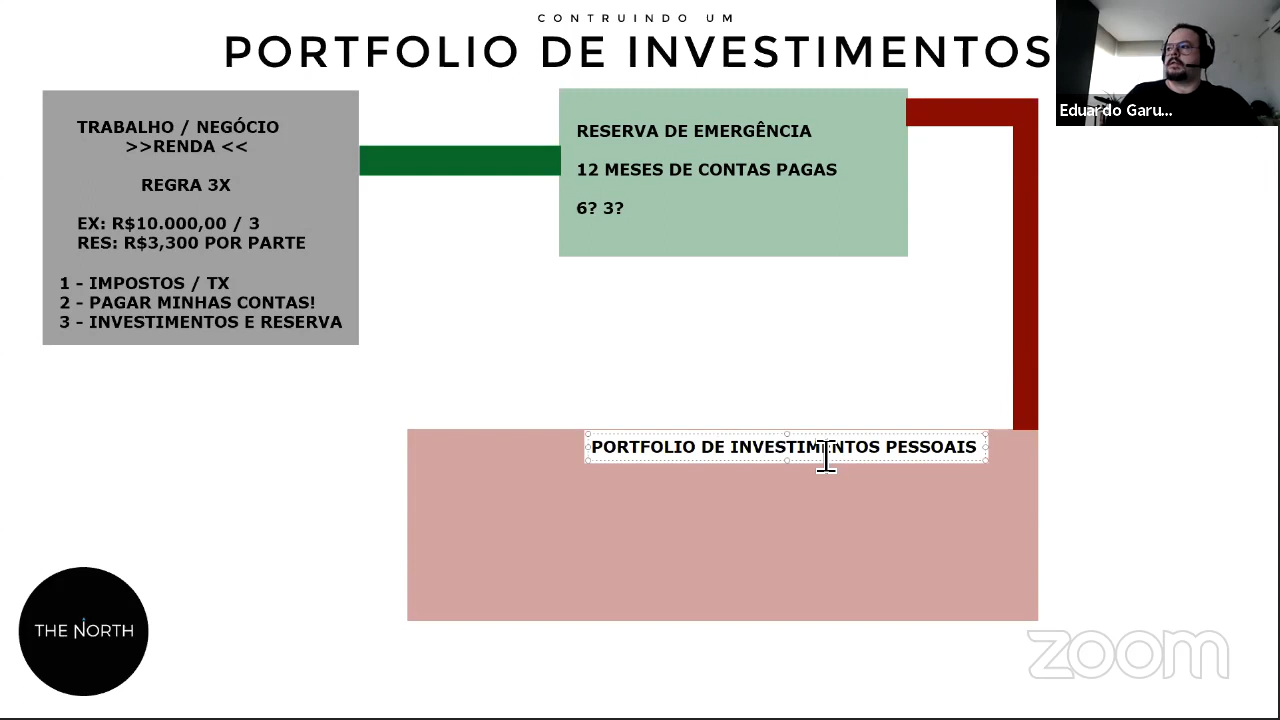 CONTRUINDO UM
PORTFOLIO DE INVESTIMENTOS
Eduardo Garu...
TRABALHO / NEGÓCIO
>>RENDA <<
REGRA 3X
EX: R$10.000,00 / 3
RES: R$3,300 POR PARTE
1 - IMPOSTOS / TX
2 - PAGAR MINHAS CONTAS!
3 - INVESTIMENTOS E RESERVA
RESERVA DE EMERGÊNCIA
12 MESES DE CONTAS PAGAS
6? 3?
PORTFOLIO DE INVESTIMENTOS PESSOAIS
THE NORTH
zoom